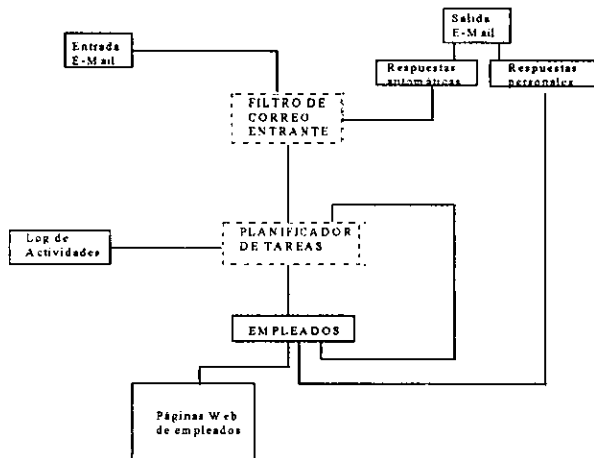 Salida
E-Mail
Entrada
E-Mail
Respuestas
automáticas
Respuestas
personales
FILTRO DE
CORREO
ENTRANTE
PLANIFICADOR
DE TAREAS
Log de
Actividades
EMPLEADOS
Páginas Web
de empleados